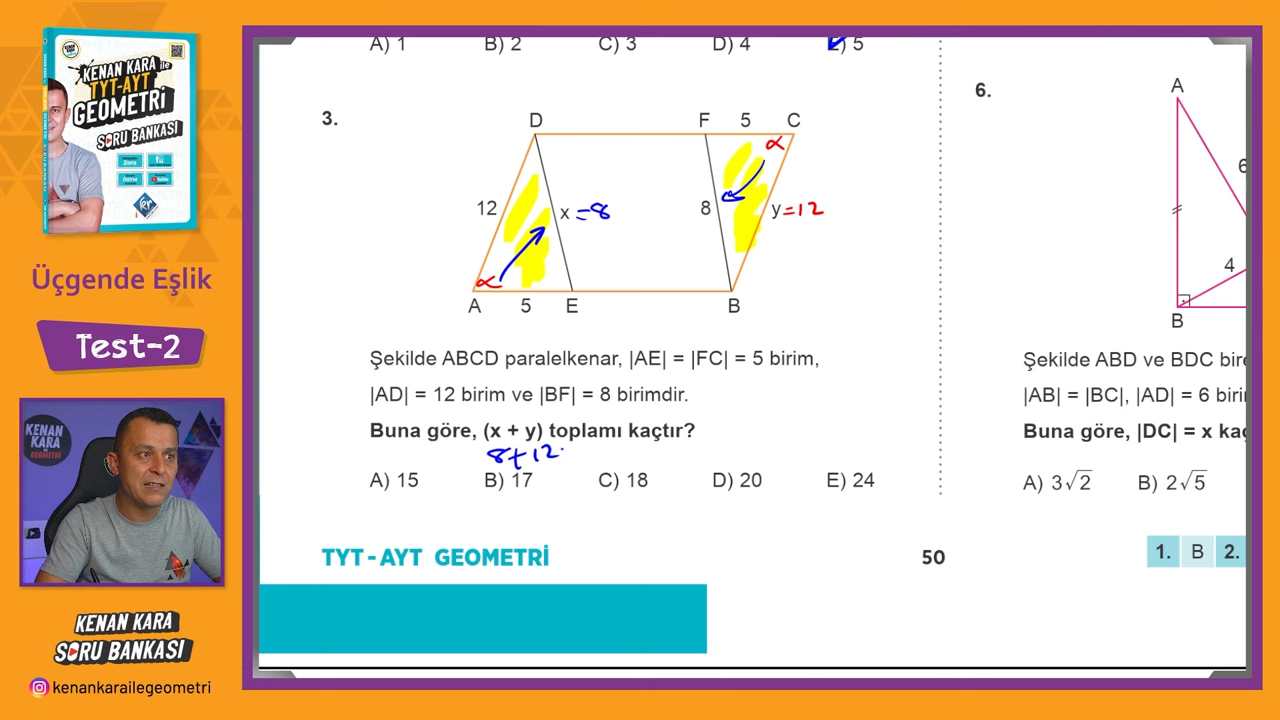 KENAN KARA ile
TYT-AYT
GEOMETRİ
SORU BANKASI
Üçgende Eşlik
Test-2
KENAN
KARA
GEOMETRİ
KENAN KARA
SORU BANKASI
kenankarailegeometri
A) 1 B) 2 C) 3 D) 4 E) 5
3.
D F 5 C
α
12 x =8 8 y =12
α
A 5 E B
Şekilde ABCD paralelkenar, |AE| = |FC| = 5 birim,
|AD| = 12 birim ve |BF| = 8 birimdir.
Buna göre, (x + y) toplamı kaçtır?
8+12
A) 15 B) 17 C) 18 D) 20 E) 24
6.
A
6
4
B
Şekilde ABD ve BDC bire
|AB| = |BC|, |AD| = 6 biri
Buna göre, |DC| = x kaç
A) 3√2 B) 2√5
TYT - AYT GEOMETRİ
50
1. B 2.